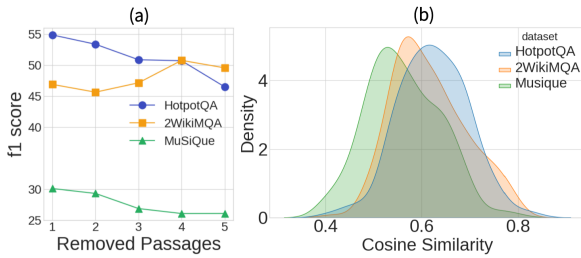 (a)
55
50
45
40
30
25
f1 score
HotpotQA
2WikiMQA
MuSiQue
1 2 3 4 5
Removed Passages
(b)
dataset
HotpotQA
2WikiMQA
Musique
4
2
0
Density
0.4 0.6 0.8
Cosine Similarity